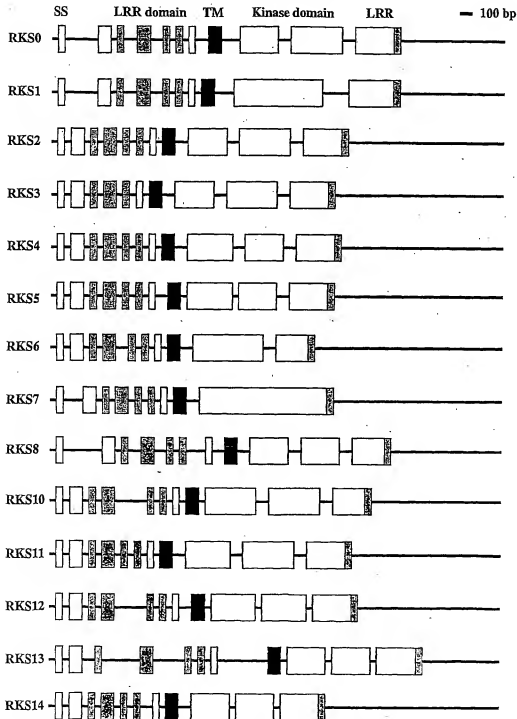 SS LRR domain TM Kinase domain LRR 100 bp
RKS0
RKS1
RKS2
RKS3
RKS4
RKS5
RKS6
RKS7
RKS8
RKS10
RKS11
RKS12
RKS13
RKS14